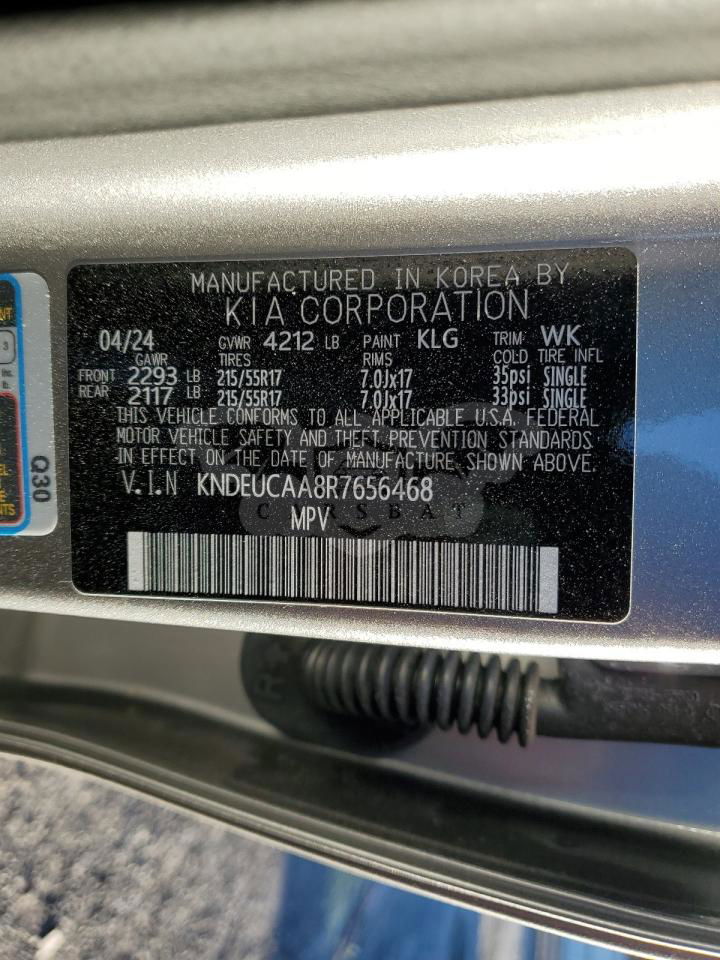 MANUFACTURED IN KOREA BY
KIA CORPORATION
04/24 GVWR 4212 LB PAINT KLG TRIM WK
GAWR TIRES RIMS COLD TIRE INFL
FRONT 2293 LB 215/55R17 7.0Jx17 35psi SINGLE
REAR 2117 LB 215/55R17 7.0Jx17 33psi SINGLE
THIS VEHICLE CONFORMS TO ALL APPLICABLE U.S.A. FEDERAL
MOTOR VEHICLE SAFETY AND THEFT PREVENTION STANDARDS
IN EFFECT ON THE DATE OF MANUFACTURE SHOWN ABOVE.
V.I.N KNDEUCAA8R7656468
CARSBAT
MPV
Q30
3